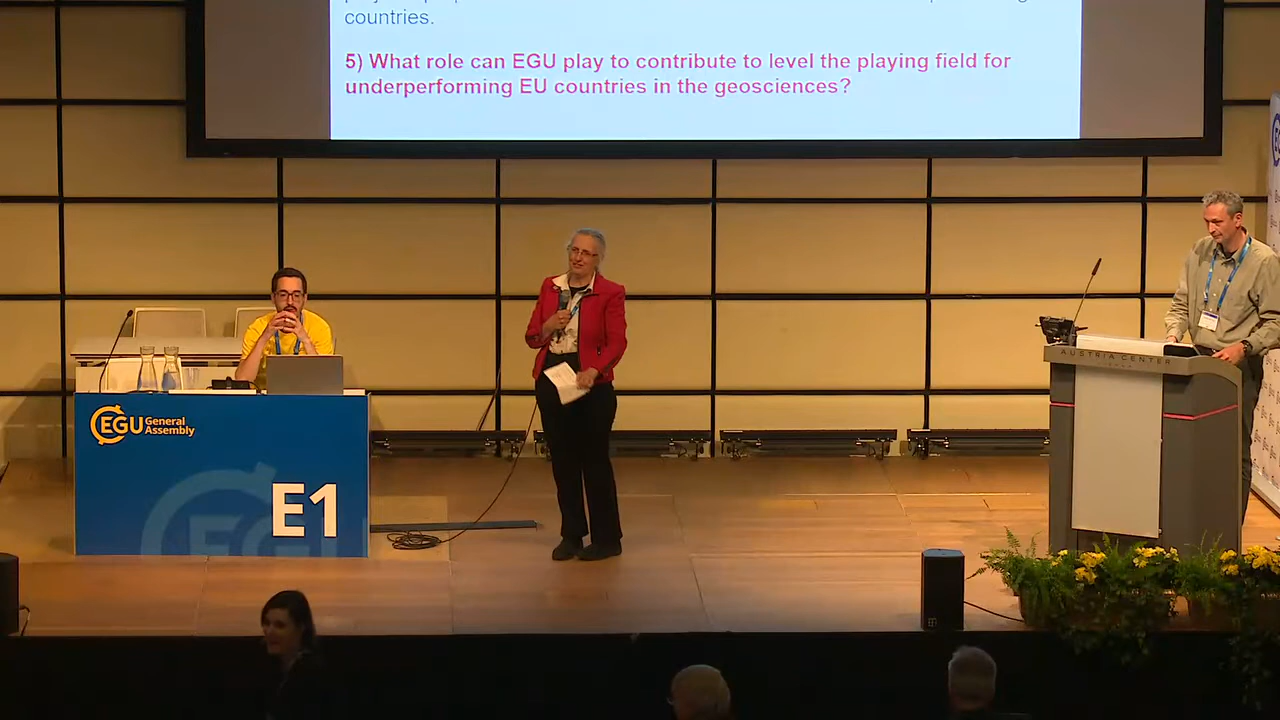 countries.
5) What role can EGU play to contribute to level the playing field for
underperforming EU countries in the geosciences?
EGU General
Assembly
E1
EGU
AUSTRIA CENTER